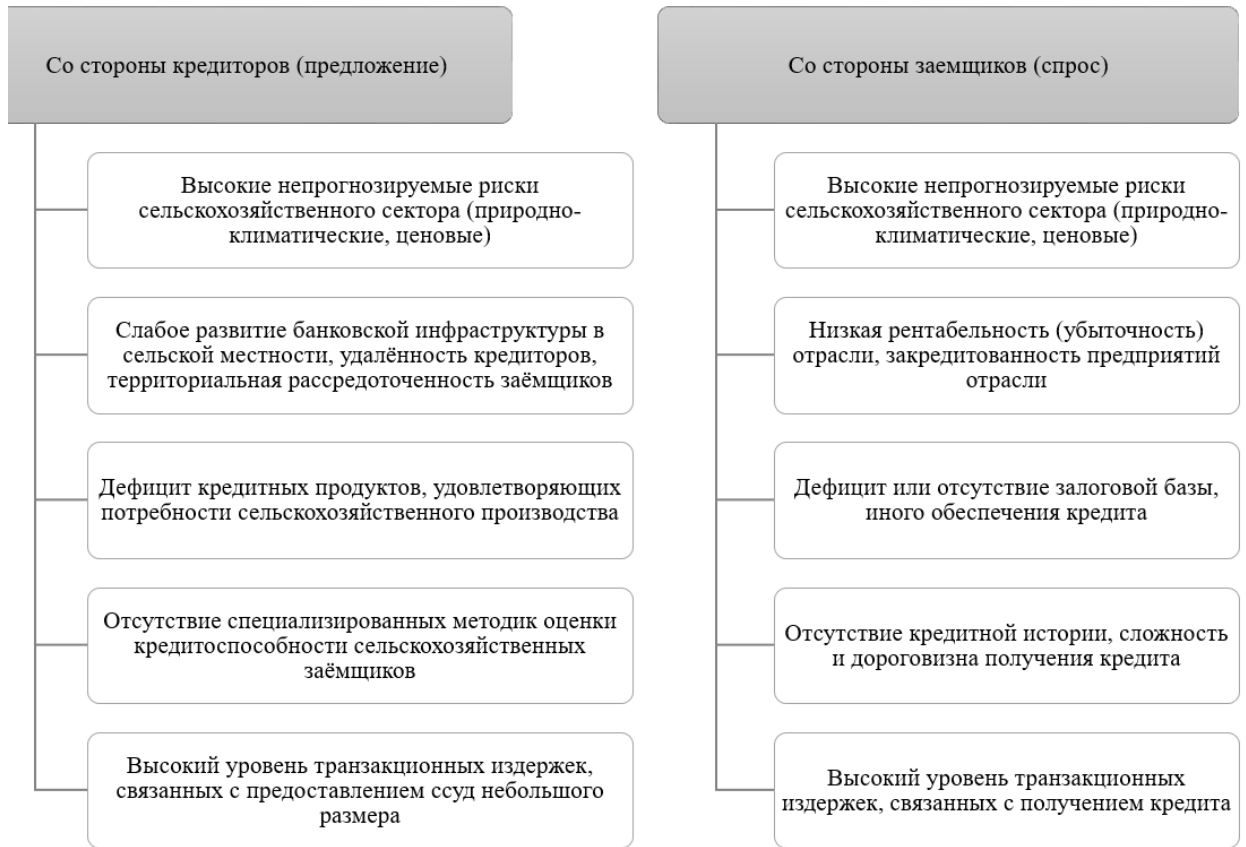 Со стороны кредиторов (предложение)
Высокие непрогнозируемые риски
сельскохозяйственного сектора (природно-
климатические, ценовые)
Слабое развитие банковской инфраструктуры в
сельской местности, удалённость кредиторов,
территориальная рассредоточенность заёмщиков
Дефицит кредитных продуктов, удовлетворяющих
потребности сельскохозяйственного производства
Отсутствие специализированных методик оценки
кредитоспособности сельскохозяйственных
заёмщиков
Высокий уровень транзакционных издержек,
связанных с предоставлением ссуд небольшого
размера
Со стороны заемщиков (спрос)
Высокие непрогнозируемые риски
сельскохозяйственного сектора (природно-
климатические, ценовые)
Низкая рентабельность (убыточность)
отрасли, закредитованность предприятий
отрасли
Дефицит или отсутствие залоговой базы,
иного обеспечения кредита
Отсутствие кредитной истории, сложность
и дороговизна получения кредита
Высокий уровень транзакционных
издержек, связанных с получением кредита